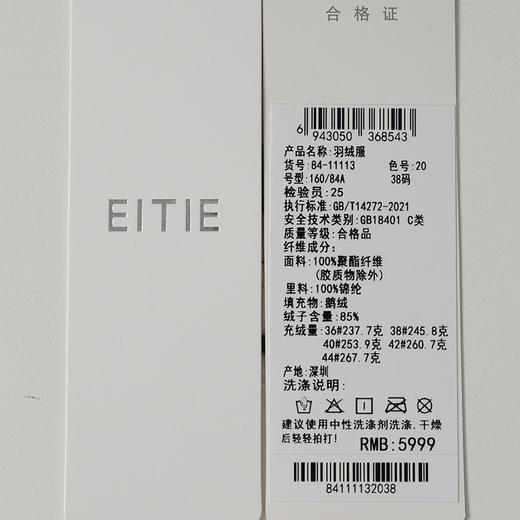 EITIE
合格证
6 943050 368543
产品名称:羽绒服
货号:84-11113 色号:20
号型:160/84A 38码
检验员:25
执行标准:GB/T14272-2021
安全技术类别:GB18401 C类
质量等级:合格品
纤维成分:
面料:100%聚酯纤维
(胶质物除外)
里料:100%锦纶
填充物:鹅绒
绒子含量:85%
充绒量:36#237.7克 38#245.8克
40#253.9克 42#260.7克
44#267.7克
产地:深圳
洗涤说明:
建议使用中性洗涤剂洗涤.干燥
后轻轻拍打!
RMB:5999
84111132038